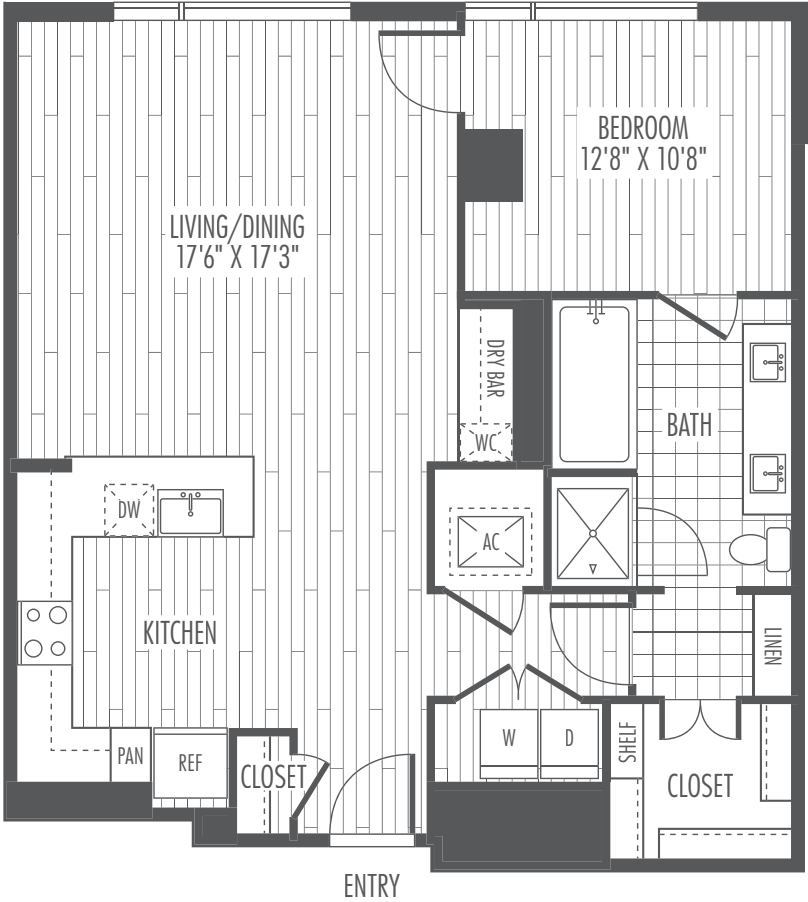 BEDROOM
12'8" X 10'8"
LIVING/DINING
17'6" X 17'3"
DRY BAR
WC
BATH
DW
AC
KITCHEN
LINEN
PAN
REF
CLOSET
W
D
SHELF
CLOSET
ENTRY